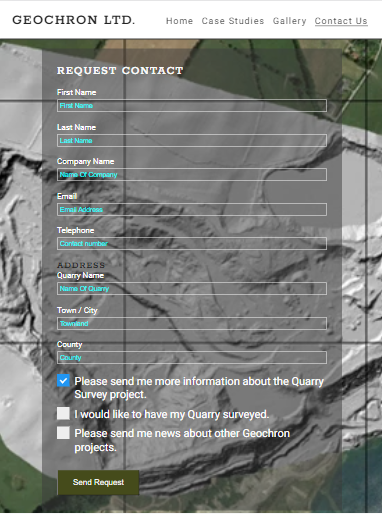 GEOCHRON LTD.
Home Case Studies Gallery Contact Us
REQUEST CONTACT
First Name
First Name
Last Name
Last Name
Company Name
Name Of Company
Email
Email Address
Telephone
Contact number
ADDRESS
Quarry Name
Name Of Quarry
Town / City
Townland
County
County
Please send me more information about the Quarry
Survey project.
I would like to have my Quarry surveyed.
Please send me news about other Geochron
projects.
Send Request